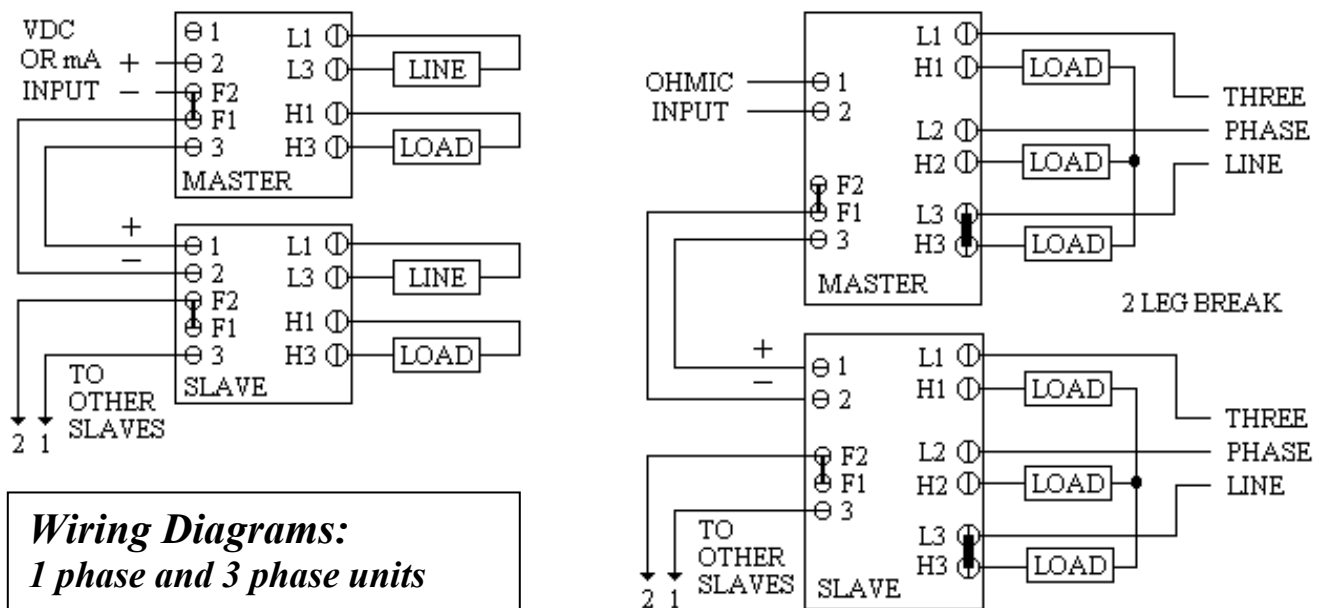 VDC
OR mA +
INPUT –
1
2
F2
F1
3
MASTER
L1
L3
LINE
H1
H3
LOAD
+
–
1
2
F2
F1
3
SLAVE
L1
L3
LINE
H1
H3
LOAD
TO
OTHER
SLAVES
2 1
Wiring Diagrams:
1 phase and 3 phase units
OHMIC
INPUT
1
2
F2
F1
3
MASTER
L1
H1
LOAD
L2
H2
LOAD
L3
H3
LOAD
THREE
PHASE
LINE
2 LEG BREAK
+
–
1
2
F2
F1
3
SLAVE
L1
H1
LOAD
L2
H2
LOAD
L3
H3
LOAD
THREE
PHASE
LINE
TO
OTHER
SLAVES
2 1